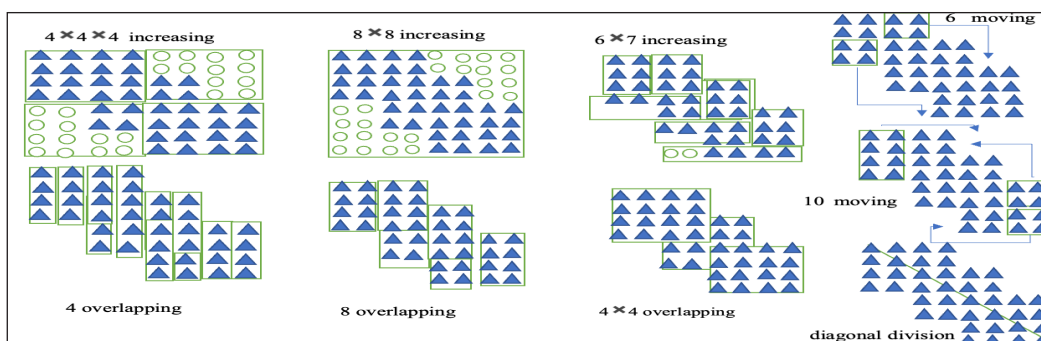 4 × 4 × 4 increasing
8 × 8 increasing
6 × 7 increasing
6 moving
4 overlapping
8 overlapping
4 × 4 overlapping
10 moving
diagonal division